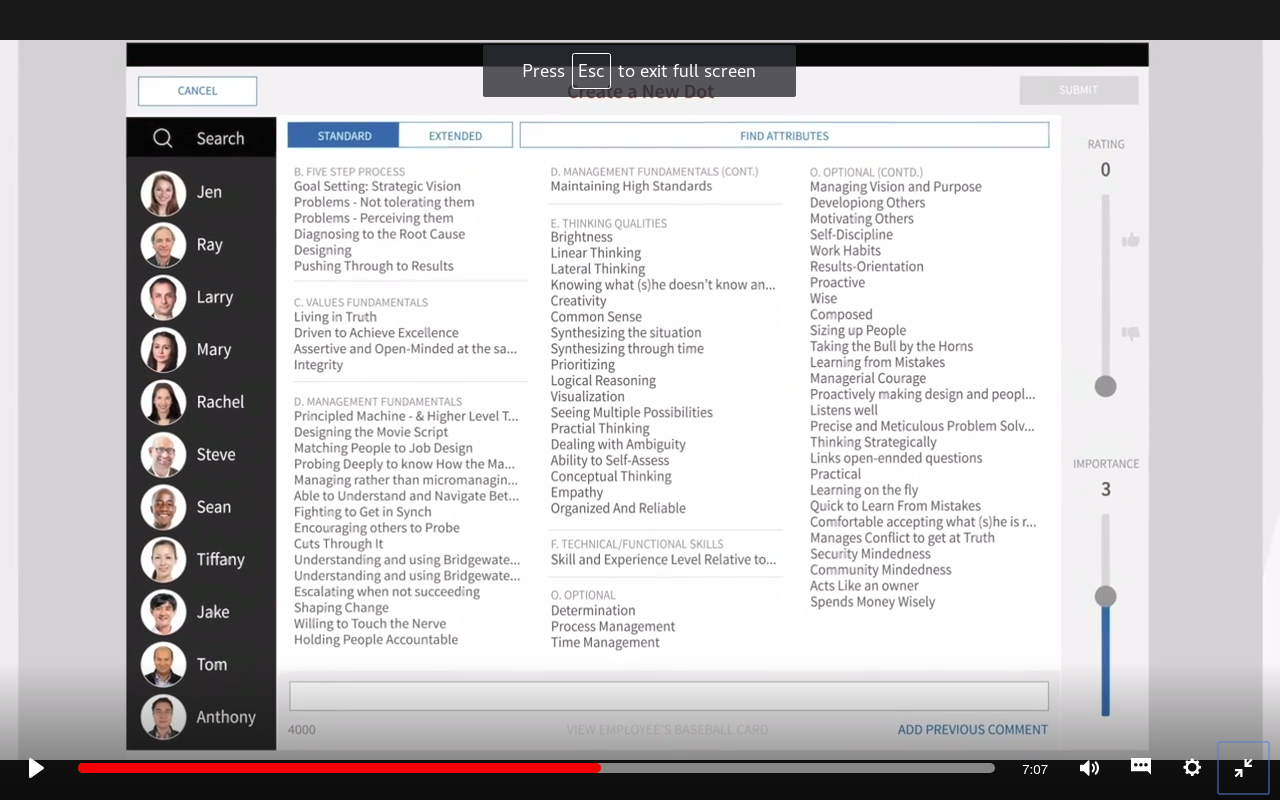 Press Esc to exit full screen
CANCEL
Create a New Dot
SUBMIT
Search
Jen
Ray
Larry
Mary
Rachel
Steve
Sean
Tiffany
Jake
Tom
Anthony
STANDARD
EXTENDED
FIND ATTRIBUTES
B. FIVE STEP PROCESS
Goal Setting: Strategic Vision
Problems - Not tolerating them
Problems - Perceiving them
Diagnosing to the Root Cause
Designing
Pushing Through to Results
C. VALUES FUNDAMENTALS
Living in Truth
Driven to Achieve Excellence
Assertive and Open-Minded at the sa...
Integrity
D. MANAGEMENT FUNDAMENTALS
Principled Machine - & Higher Level T...
Designing the Movie Script
Matching People to Job Design
Probing Deeply to know How the Ma...
Managing rather than micromanagin...
Able to Understand and Navigate Bet...
Fighting to Get in Synch
Encouraging others to Probe
Cuts Through It
Understanding and using Bridgewate...
Understanding and using Bridgewate...
Escalating when not succeeding
Shaping Change
Willing to Touch the Nerve
Holding People Accountable
D. MANAGEMENT FUNDAMENTALS (CONT.)
Maintaining High Standards
E. THINKING QUALITIES
Brightness
Linear Thinking
Lateral Thinking
Knowing what (s)he doesn't know an...
Creativity
Common Sense
Synthesizing the situation
Synthesizing through time
Prioritizing
Logical Reasoning
Visualization
Seeing Multiple Possibilities
Practial Thinking
Dealing with Ambiguity
Ability to Self-Assess
Conceptual Thinking
Empathy
Organized And Reliable
F. TECHNICAL/FUNCTIONAL SKILLS
Skill and Experience Level Relative to...
O. OPTIONAL
Determination
Process Management
Time Management
O. OPTIONAL (CONTD.)
Managing Vision and Purpose
Developiong Others
Motivating Others
Self-Discipline
Work Habits
Results-Orientation
Proactive
Wise
Composed
Sizing up People
Taking the Bull by the Horns
Learning from Mistakes
Managerial Courage
Proactively making design and peopl...
Listens well
Precise and Meticulous Problem Solv...
Thinking Strategically
Links open-ennded questions
Practical
Learning on the fly
Quick to Learn From Mistakes
Comfortable accepting what (s)he is r...
Manages Conflict to get at Truth
Security Mindedness
Community Mindedness
Acts Like an owner
Spends Money Wisely
RATING
0
IMPORTANCE
3
4000
VIEW EMPLOYEE'S BASEBALL CARD
ADD PREVIOUS COMMENT
7:07